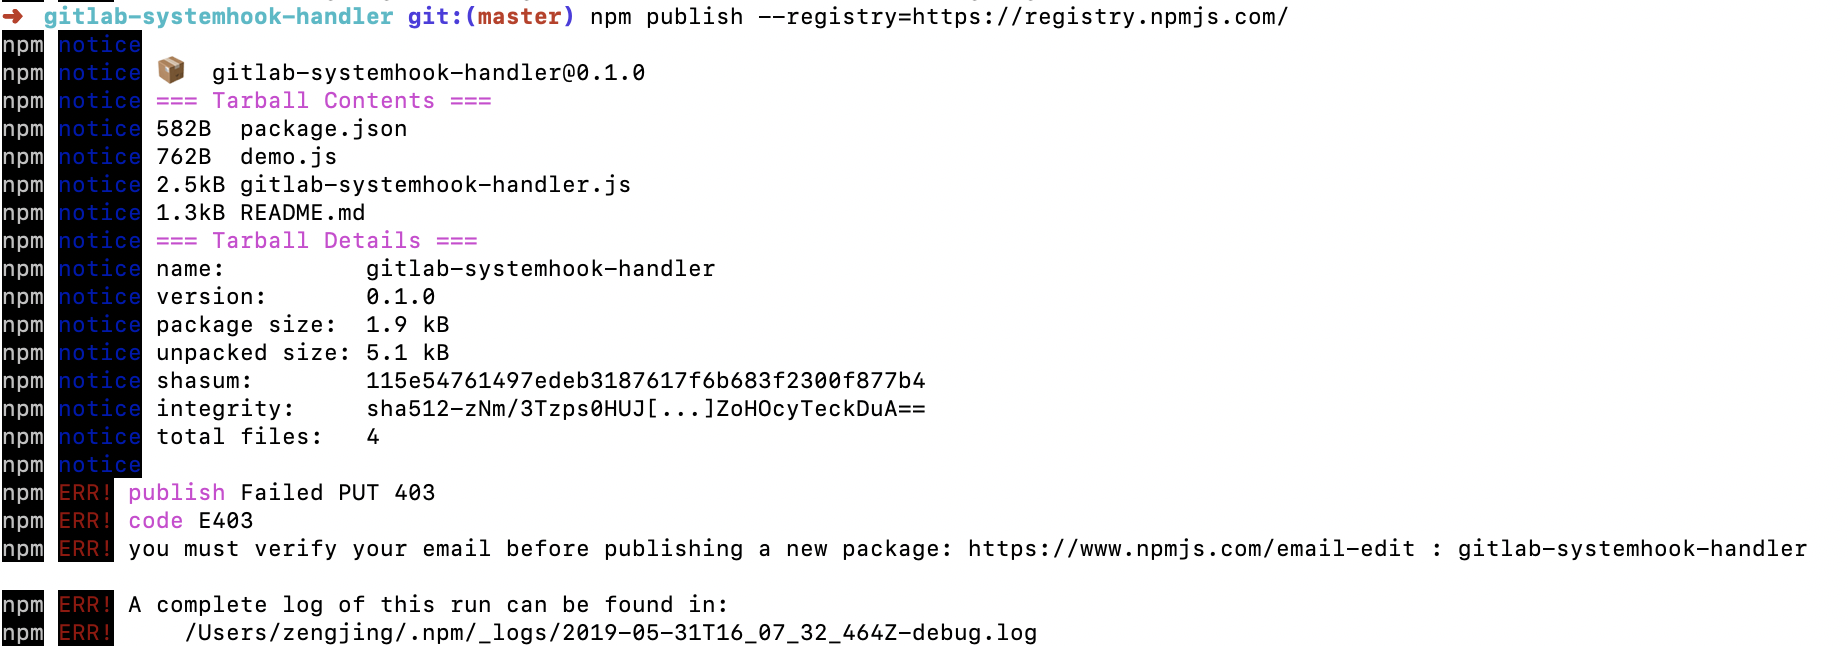 ➜ gitlab-systemhook-handler git:(master) npm publish --registry=https://registry.npmjs.com/
npm notice
npm notice 📦 gitlab-systemhook-handler@0.1.0
npm notice === Tarball Contents ===
npm notice 582B package.json
npm notice 762B demo.js
npm notice 2.5kB gitlab-systemhook-handler.js
npm notice 1.3kB README.md
npm notice === Tarball Details ===
npm notice name: gitlab-systemhook-handler
npm notice version: 0.1.0
npm notice package size: 1.9 kB
npm notice unpacked size: 5.1 kB
npm notice shasum: 115e54761497edeb3187617f6b683f2300f877b4
npm notice integrity: sha512-zNm/3Tzps0HUJ[...]ZoHOcyTeckDuA==
npm notice total files: 4
npm notice
npm ERR! publish Failed PUT 403
npm ERR! code E403
npm ERR! you must verify your email before publishing a new package: https://www.npmjs.com/email-edit : gitlab-systemhook-handler
npm ERR! A complete log of this run can be found in:
npm ERR! /Users/zengjing/.npm/_logs/2019-05-31T16_07_32_464Z-debug.log